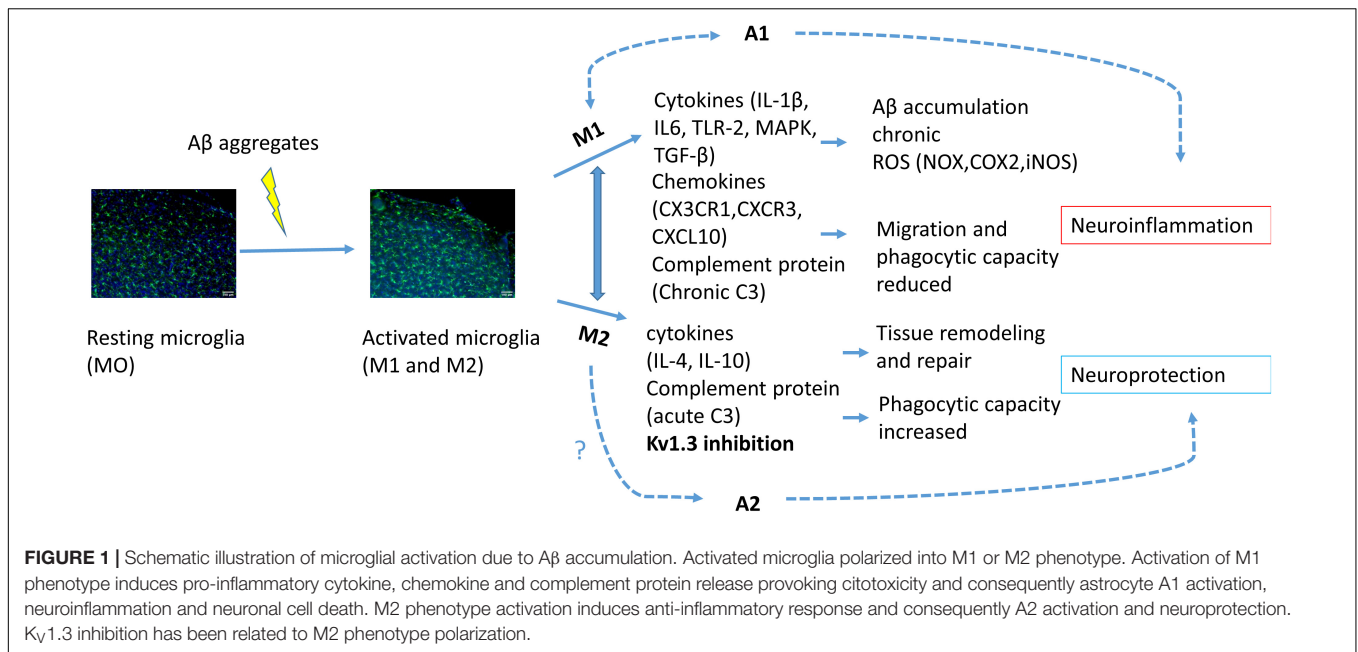 A1
Aβ aggregates
M1
Cytokines (IL-1β,
IL6, TLR-2, MAPK,
TGF-β)
Chemokines
(CX3CR1,CXCR3,
CXCL10)
Complement protein
(Chronic C3)
Aβ accumulation
chronic
ROS (NOX,COX2,iNOS)
Migration and
phagocytic capacity
reduced
Neuroinflammation
Resting microglia
(MO)
Activated microglia
(M1 and M2)
M2
cytokines
(IL-4, IL-10)
Complement protein
(acute C3)
Kv1.3 inhibition
Tissue remodeling
and repair
Phagocytic capacity
increased
Neuroprotection
?
A2
FIGURE 1 | Schematic illustration of microglial activation due to Aβ accumulation. Activated microglia polarized into M1 or M2 phenotype. Activation of M1
phenotype induces pro-inflammatory cytokine, chemokine and complement protein release provoking citotoxicity and consequently astrocyte A1 activation,
neuroinflammation and neuronal cell death. M2 phenotype activation induces anti-inflammatory response and consequently A2 activation and neuroprotection.
KV1.3 inhibition has been related to M2 phenotype polarization.